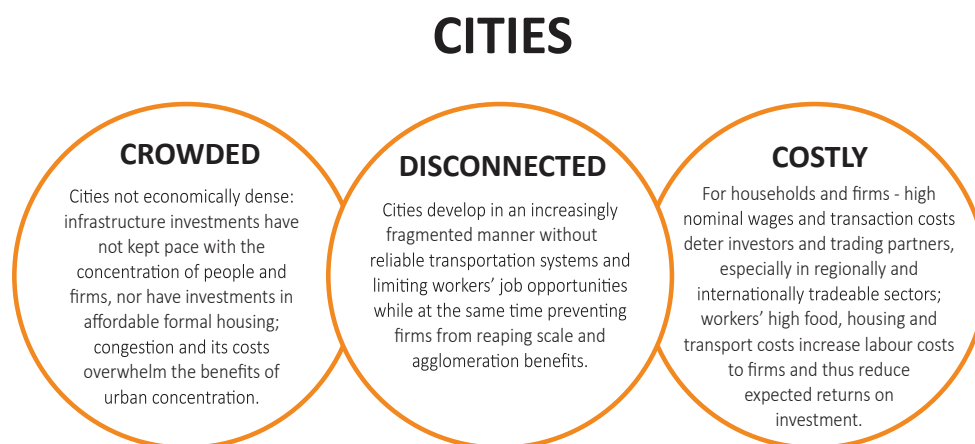 CITIES
CROWDED
Cities not economically dense:
infrastructure investments have
not kept pace with the
concentration of people and
firms, nor have investments in
affordable formal housing;
congestion and its costs
overwhelm the benefits of
urban concentration.
DISCONNECTED
Cities develop in an increasingly
fragmented manner without
reliable transportation systems and
limiting workers’ job opportunities
while at the same time preventing
firms from reaping scale and
agglomeration benefits.
COSTLY
For households and firms - high
nominal wages and transaction costs
deter investors and trading partners,
especially in regionally and
internationally tradeable sectors;
workers’ high food, housing and
transport costs increase labour costs
to firms and thus reduce
expected returns on
investment.